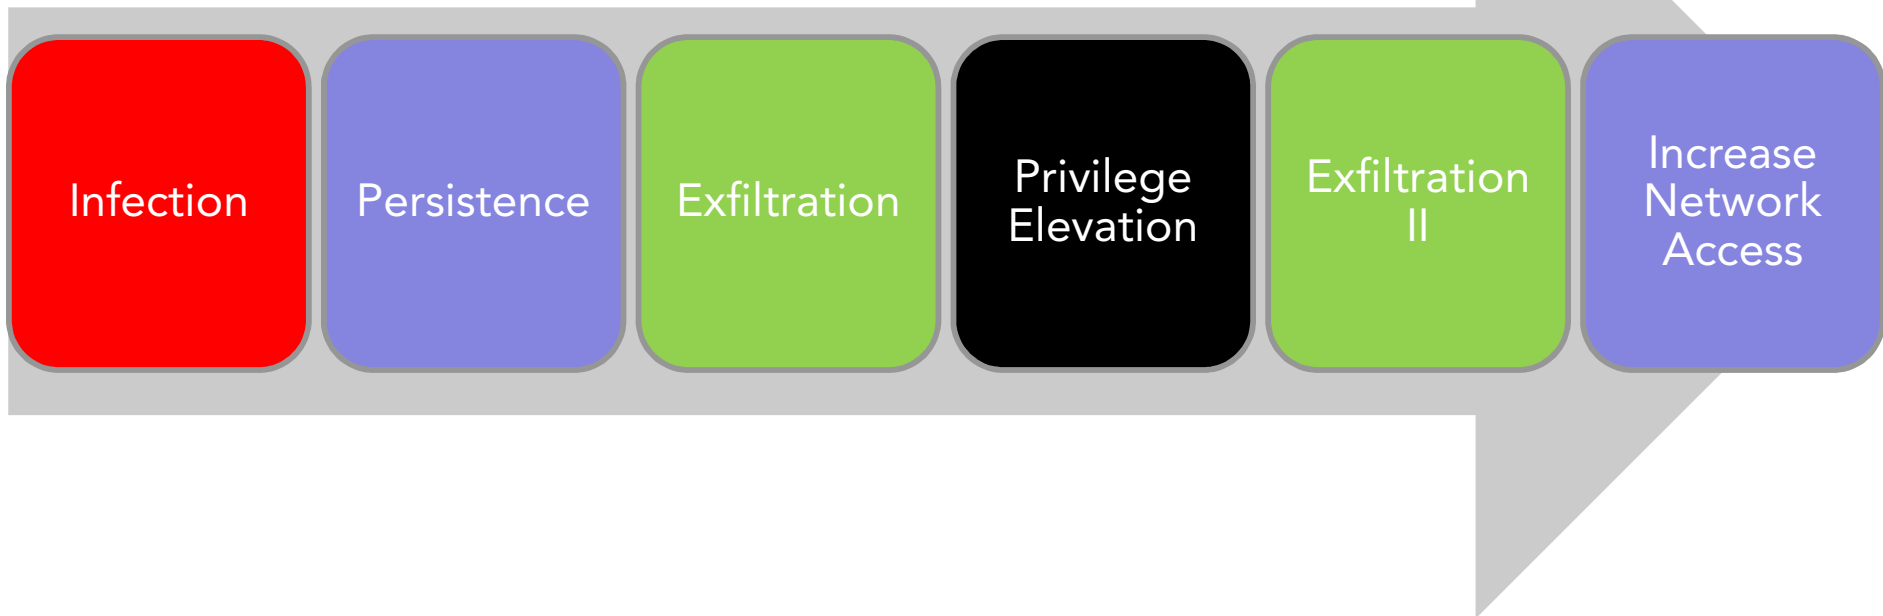 Infection
Persistence
Exfiltration
Privilege
Elevation
Exfiltration
II
Increase
Network
Access